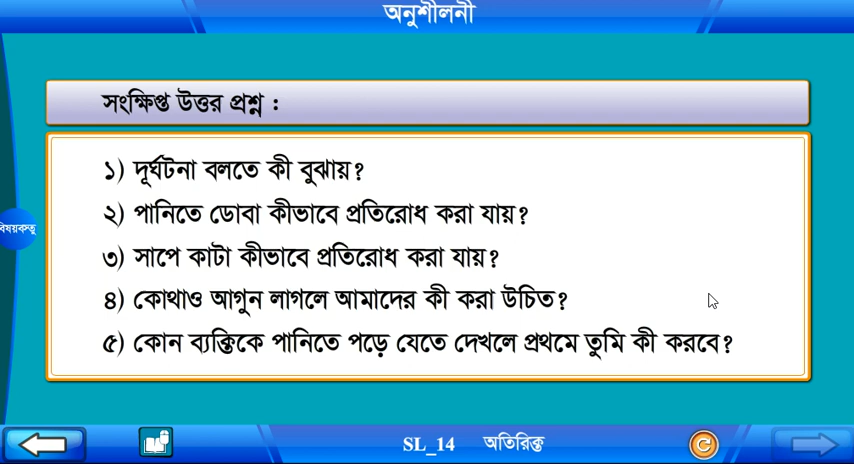 অনুশীলনী
সংক্ষিপ্ত উত্তর প্রশ্ন :
১) দূর্ঘটনা বলতে কী বুঝায়?
২) পানিতে ডোবা কীভাবে প্রতিরোধ করা যায়?
৩) সাপে কাটা কীভাবে প্রতিরোধ করা যায়?
বিষয়বস্তু
৪) কোথাও আগুন লাগলে আমাদের কী করা উচিত?
৫) কোন ব্যক্তিকে পানিতে পড়ে যেতে দেখলে প্রথমে তুমি কী করবে?
SL_14 অতিরিক্ত